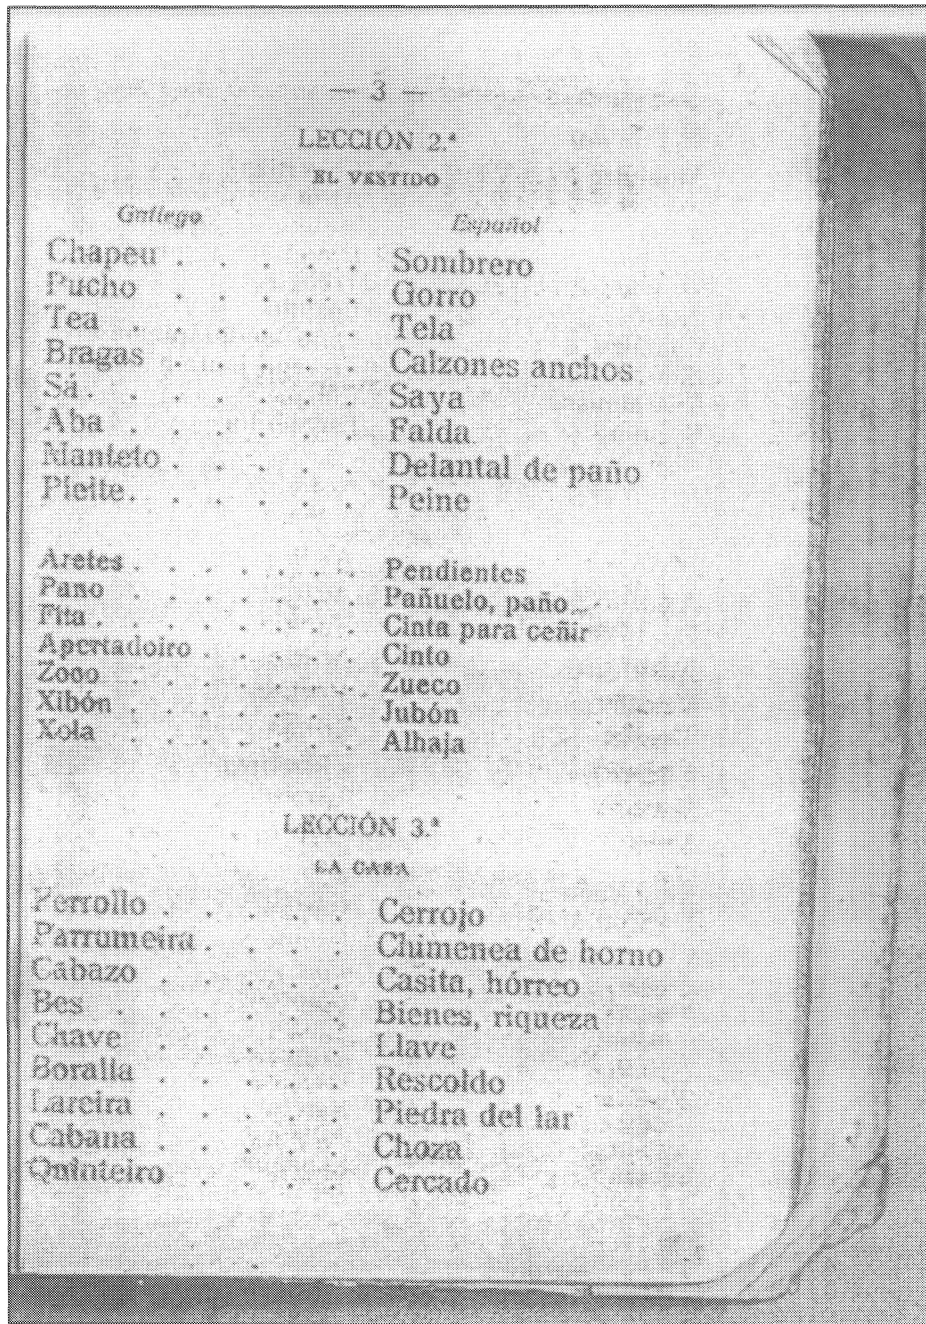 — 3 —
LECCIÓN 2.ª
EL VESTIDO
Gallego Español
Chapeu . . . . . Sombrero
Pucho . . . . . Gorro
Tea . . . . . . Tela
Bragas . . . . . Calzones anchos
Sá . . . . . . . Saya
Aba . . . . . . Falda
Mantelo . . . . . Delantal de paño
Pleite . . . . . . Peine
Aretes . . . . . . Pendientes
Pano . . . . . . . Pañuelo, paño
Fita . . . . . . . Cinta para ceñir
Apertadoiro . . . . Cinto
Zoco . . . . . . Zueco
Xibón . . . . . . Jubón
Xola . . . . . . Alhaja
LECCIÓN 3.ª
LA CASA
Ferrollo . . . . . Cerrojo
Parrumeira . . . . Chimenea de horno
Cabazo . . . . . Casita, hórreo
Bes . . . . . . Bienes, riqueza
Chave . . . . . Llave
Boralla . . . . . Rescoldo
Lareira . . . . . Piedra del lar
Cabana . . . . . Choza
Quinteiro . . . . Cercado